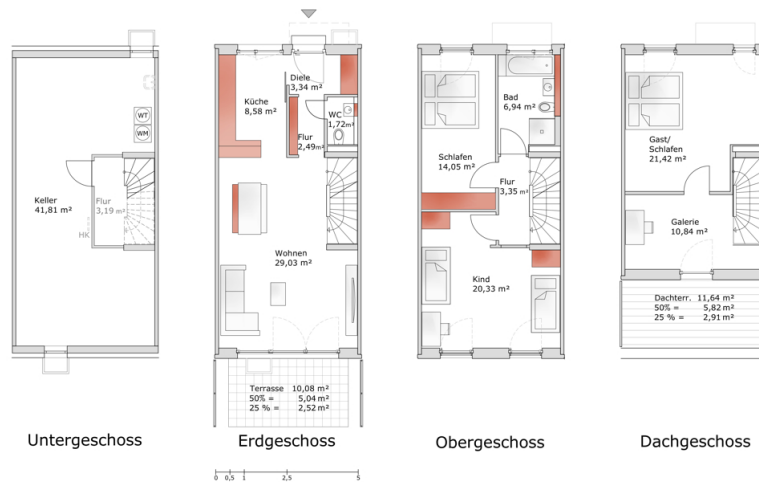 WT
WM
Keller
41,81 m²
Flur
3,19 m²
HK
Untergeschoss
Diele
3,34 m²
Küche
8,58 m²
WC
1,72m²
Flur
2,49m²
Wohnen
29,03 m²
Terrasse 10,08 m²
50% = 5,04 m²
25 % = 2,52 m²
Erdgeschoss
0 0,5 1 2,5 5
Bad
6,94 m²
Schlafen
14,05 m²
Flur
3,35 m²
Kind
20,33 m²
Obergeschoss
Gast/
Schlafen
21,42 m²
Galerie
10,84 m²
Dachterr. 11,64 m²
50% = 5,82 m²
25 % = 2,91 m²
Dachgeschoss